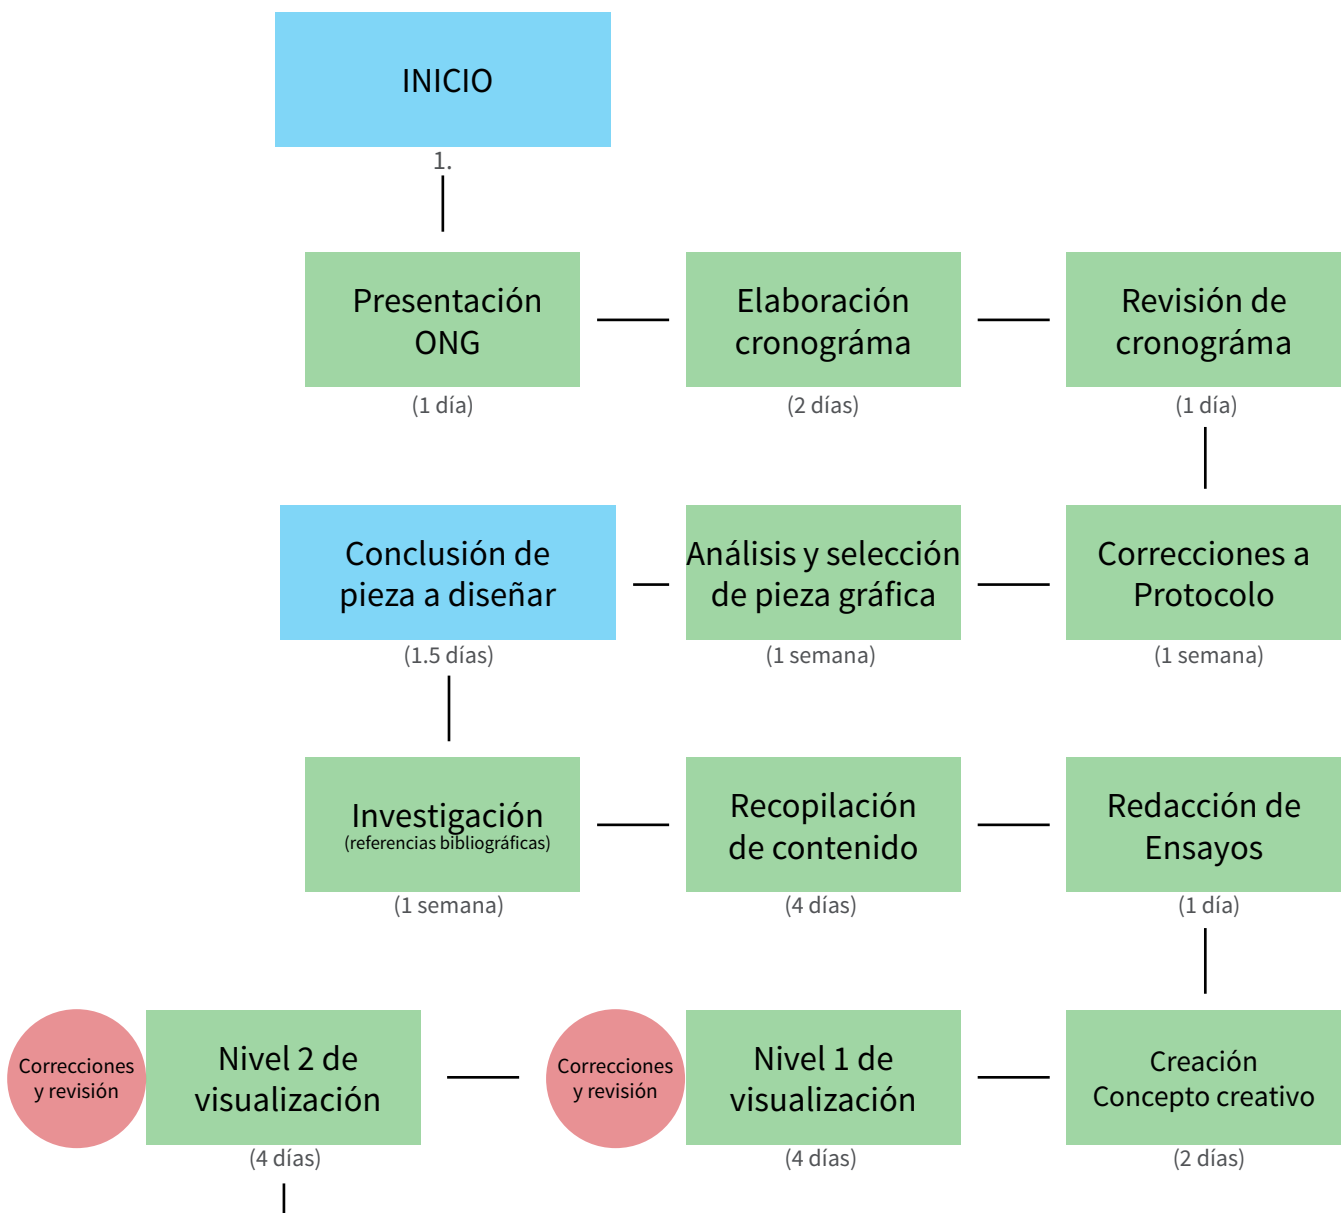 INICIO
1.
Presentación
ONG
(1 día)
Elaboración
cronográma
(2 días)
Revisión de
cronográma
(1 día)
Correcciones a
Protocolo
(1 semana)
Análisis y selección
de pieza gráfica
(1 semana)
Conclusión de
pieza a diseñar
(1.5 días)
Investigación
(referencias bibliográficas)
(1 semana)
Recopilación
de contenido
(4 días)
Redacción de
Ensayos
(1 día)
Creación
Concepto creativo
(2 días)
Nivel 1 de
visualización
(4 días)
Correcciones
y revisión
Nivel 2 de
visualización
(4 días)
Correcciones
y revisión